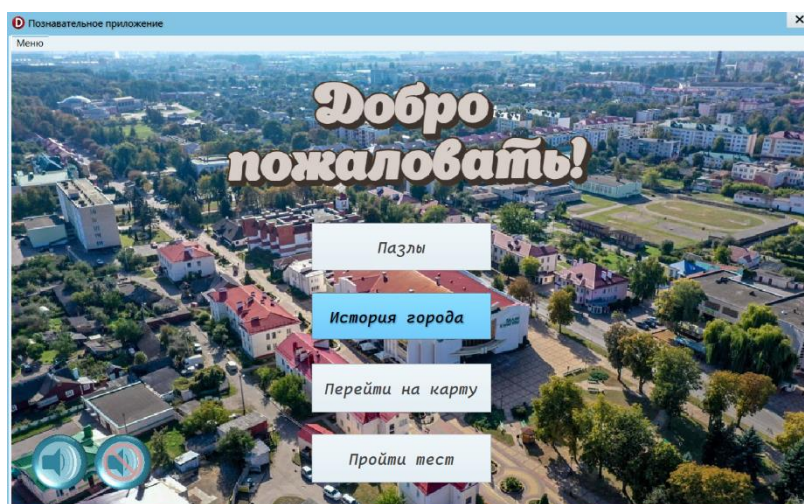 Познавательное приложение
Меню
Добро
пожаловать!
Пазлы
История города
Перейти на карту
Пройти тест